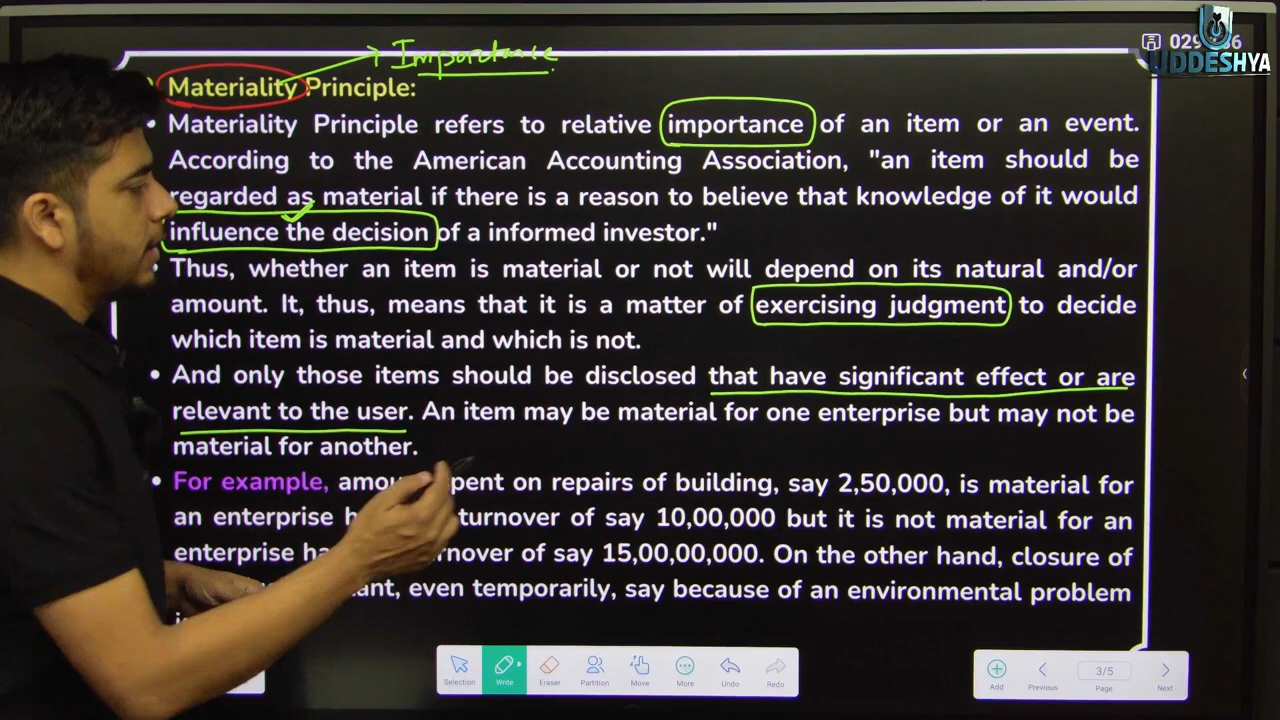 Importance
UDDESHYA
Materiality Principle:
• Materiality Principle refers to relative importance of an item or an event.
According to the American Accounting Association, "an item should be
regarded as material if there is a reason to believe that knowledge of it would
influence the decision of a informed investor."
Thus, whether an item is material or not will depend on its natural and/or
amount. It, thus, means that it is a matter of exercising judgment to decide
which item is material and which is not.
• And only those items should be disclosed that have significant effect or are
relevant to the user. An item may be material for one enterprise but may not be
material for another.
• For example, on repairs of building, say 2,50,000, is material for
an enterprise turnover of say 10,00,000 but it is not material for an
enterprise of say 15,00,00,000. On the other hand, closure of
even temporarily, say because of an environmental problem
Selection Write Eraser Partition Move More Undo Redo
Add Previous 3/5 Page Next